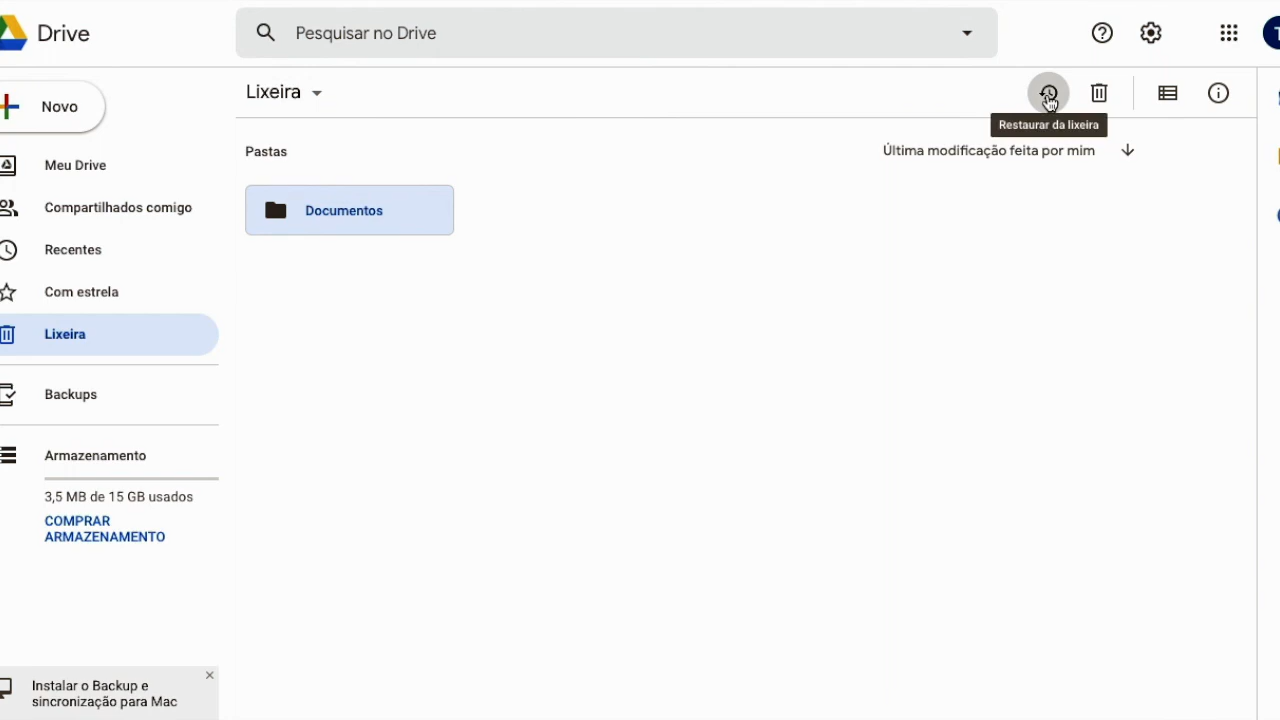 Drive
Pesquisar no Drive
T
Novo
Lixeira
Restaurar da lixeira
Pastas
Última modificação feita por mim
Meu Drive
Documentos
Compartilhados comigo
Recentes
Com estrela
Lixeira
Backups
Armazenamento
3,5 MB de 15 GB usados
COMPRAR
ARMAZENAMENTO
Instalar o Backup e
sincronização para Mac